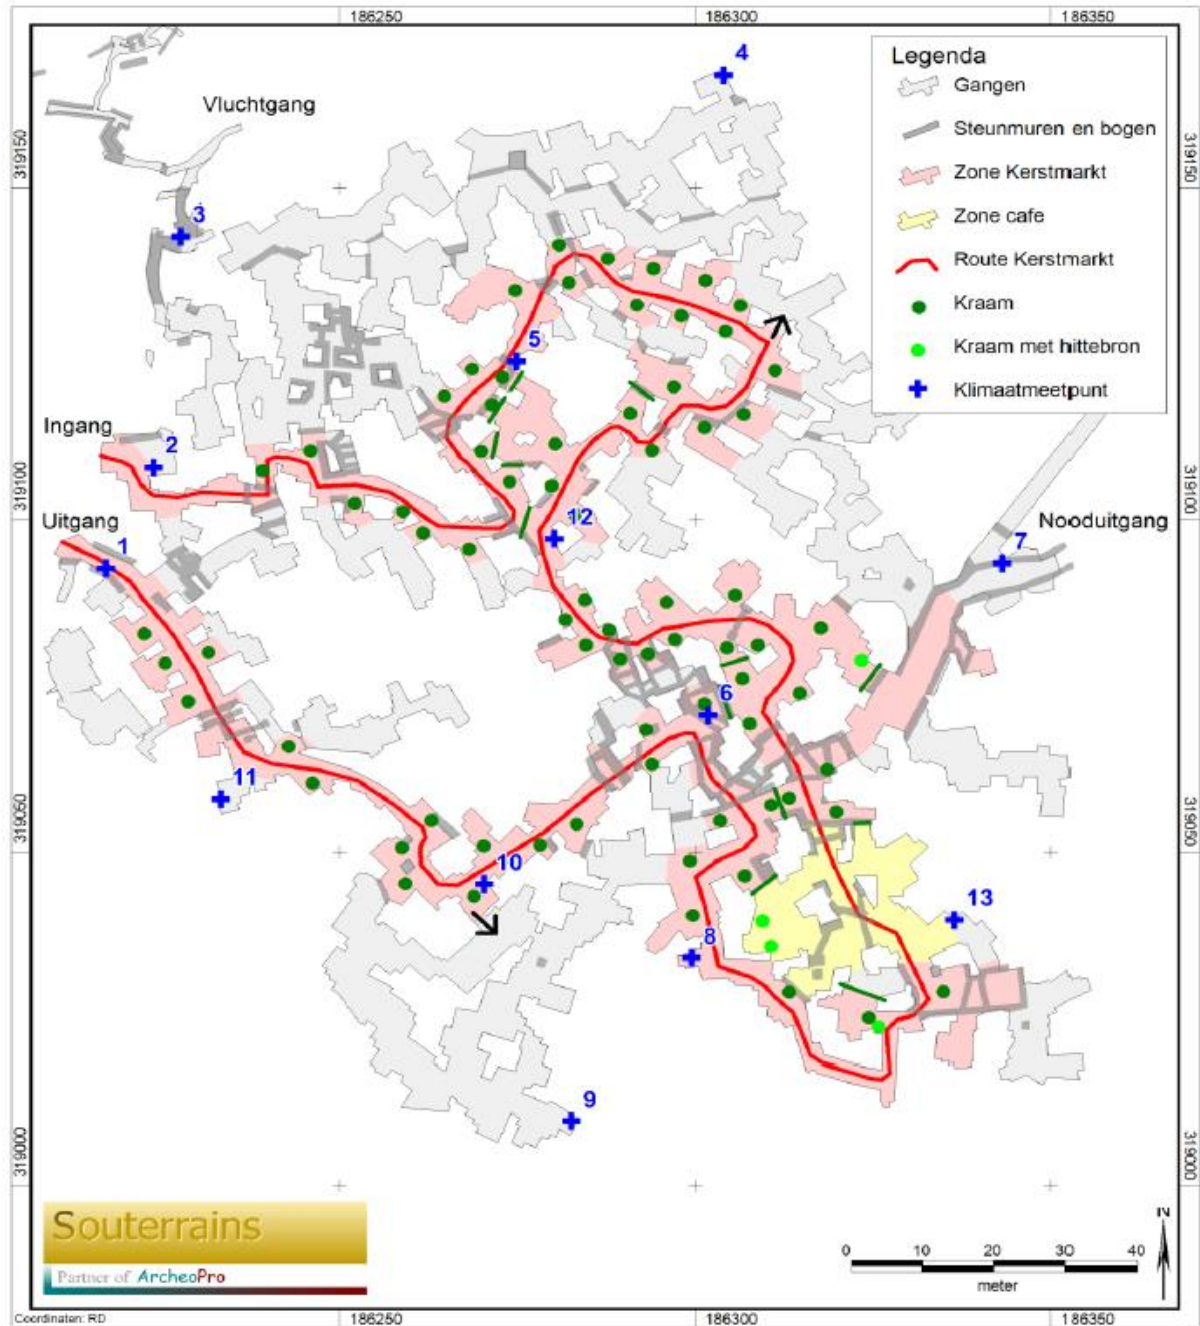 186250
186300
186350
4
Legenda
Gangen
Vluchtgang
Steunmuren en bogen
319150
319150
Zone Kerstmarkt
3
Zone cafe
Route Kerstmarkt
Kraam
5
Kraam met hittebron
Klimaatmeetpunt
Ingang
2
319100
319100
Uitgang
12
Nooduitgang
1
7
6
11
319050
319050
10
13
8
9
319000
319000
Souterrains
N
0
10
20
30
40
Partner of ArcheoPro
meter
Coordinaten: RD
186250
186300
186350